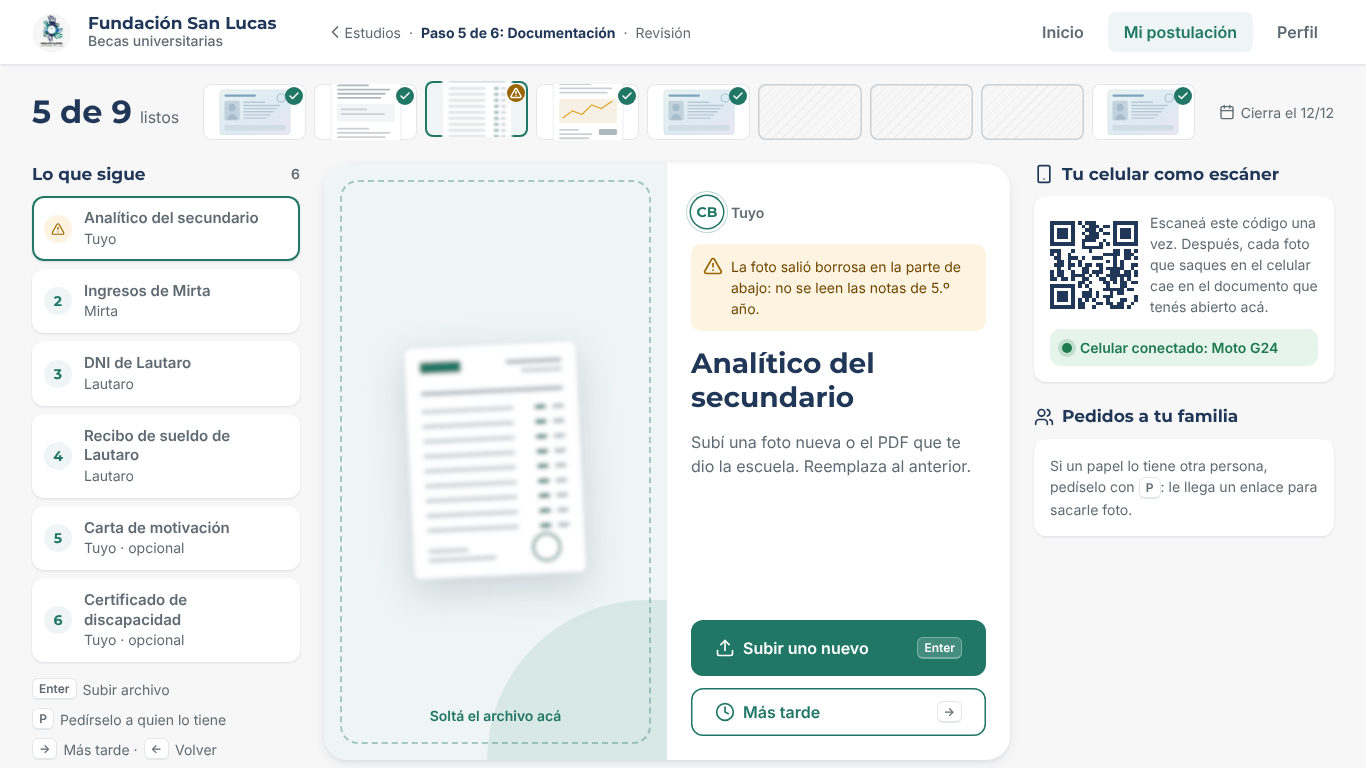 Fundación San Lucas
Becas universitarias
Estudios · Paso 5 de 6: Documentación · Revisión
Inicio
Mi postulación
Perfil
5 de 9 listos
Cierra el 12/12
Lo que sigue
6
Analítico del secundario
Tuyo
2
Ingresos de Mirta
Mirta
3
DNI de Lautaro
Lautaro
4
Recibo de sueldo de
Lautaro
Lautaro
5
Carta de motivación
Tuyo · opcional
6
Certificado de
discapacidad
Tuyo · opcional
Enter Subir archivo
P Pedírselo a quien lo tiene
→ Más tarde · ← Volver
Soltá el archivo acá
CB Tuyo
La foto salió borrosa en la parte de
abajo: no se leen las notas de 5.º
año.
Analítico del
secundario
Subí una foto nueva o el PDF que te
dio la escuela. Reemplaza al anterior.
Subir uno nuevo Enter
Más tarde →
Tu celular como escáner
Escaneá este código una
vez. Después, cada foto
que saques en el celular
cae en el documento que
tenés abierto acá.
Celular conectado: Moto G24
Pedidos a tu familia
Si un papel lo tiene otra persona,
pedíselo con P : le llega un enlace para
sacarle foto.